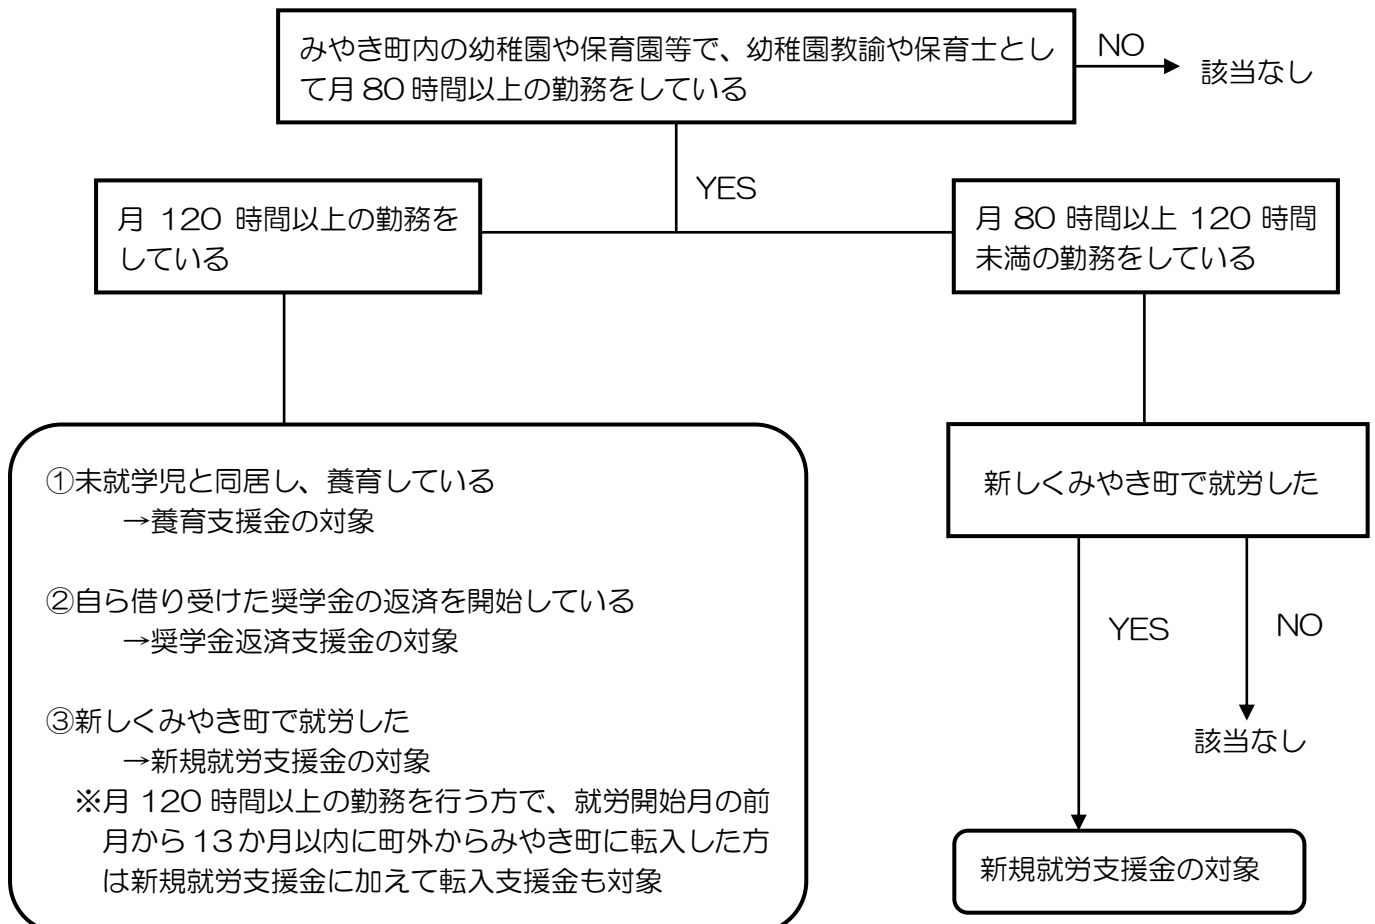 みやき町内の幼稚園や保育園等で、幼稚園教諭や保育士とし
て月80時間以上の勤務をしている
NO
該当なし
YES
月 120 時間以上の勤務を
している
月 80 時間以上 120 時間
未満の勤務をしている
①未就学児と同居し、養育している
→養育支援金の対象
②自ら借り受けた奨学金の返済を開始している
→奨学金返済支援金の対象
③新しくみやき町で就労した
→新規就労支援金の対象
※月 120 時間以上の勤務を行う方で、就労開始月の前
月から13か月以内に町外からみやき町に転入した方
は新規就労支援金に加えて転入支援金も対象
新しくみやき町で就労した
YES
NO
該当なし
新規就労支援金の対象